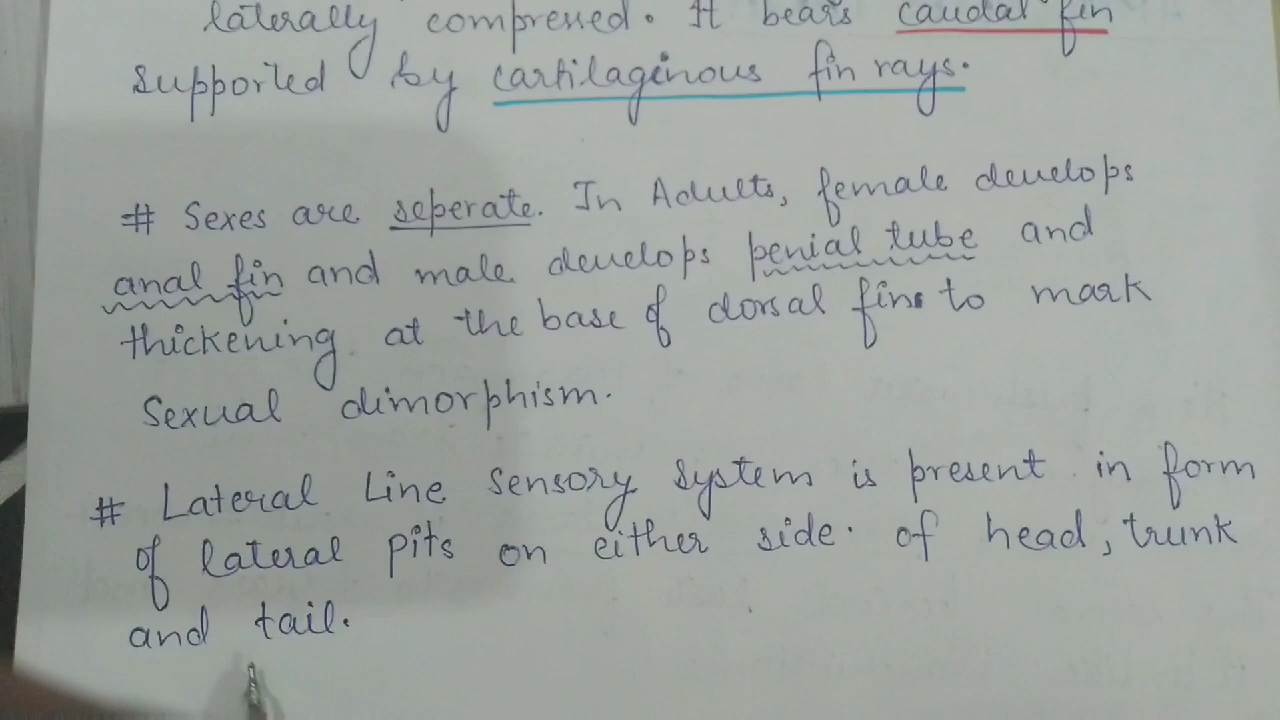 laterally compressed. It bears caudal fin
supported by cartilaginous fin rays.
# Sexes are seperate. In Adults, female develops
anal fin and male develops penial tube and
thickening at the base of dorsal fins to mark
Sexual dimorphism.
# Lateral Line sensory system is present in form
of lateral pits on either side. of head, trunk
and tail.